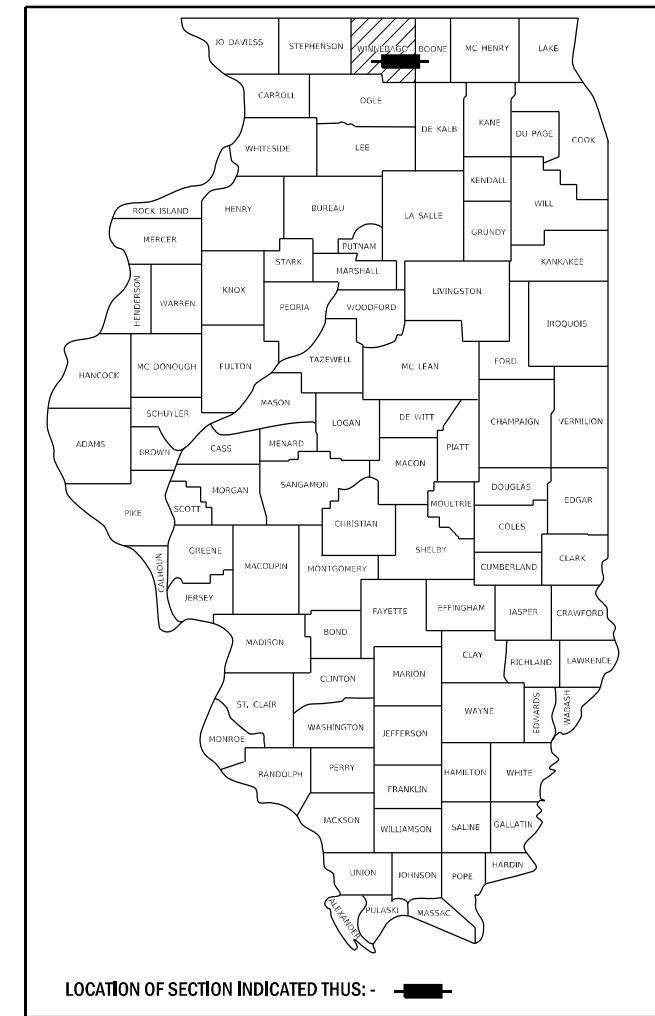 JO DAVIESS
STEPHENSON
WINNEBAGO
BOONE
MC HENRY
LAKE
CARROLL
OGLE
DE KALB
KANE
DU PAGE
COOK
WHITESIDE
LEE
KENDALL
WILL
ROCK ISLAND
HENRY
BUREAU
LA SALLE
GRUNDY
MERCER
PUTNAM
KANKAKEE
STARK
MARSHALL
HENDERSON
WARREN
KNOX
PEORIA
WOODFORD
LIVINGSTON
IROQUOIS
HANCOCK
MC DONOUGH
FULTON
TAZEWELL
MC LEAN
FORD
MASON
SCHUYLER
LOGAN
DE WITT
CHAMPAIGN
VERMILION
ADAMS
BROWN
CASS
MENARD
PIATT
MACON
MORGAN
SANGAMON
DOUGLAS
EDGAR
PIKE
SCOTT
CHRISTIAN
MOULTRIE
COLES
GREENE
MACOUPIN
MONTGOMERY
SHELBY
CUMBERLAND
CLARK
CALHOUN
JERSEY
FAYETTE
EFFINGHAM
JASPER
CRAWFORD
MADISON
BOND
CLAY
RICHLAND
LAWRENCE
CLINTON
MARION
ST. CLAIR
WAYNE
EDWARDS
WABASH
WASHINGTON
JEFFERSON
MONROE
RANDOLPH
PERRY
HAMILTON
WHITE
FRANKLIN
JACKSON
WILLIAMSON
SALINE
GALLATIN
HARDIN
UNION
JOHNSON
POPE
ALEXANDER
PULASKI
MASSAC
LOCATION OF SECTION INDICATED THUS: -